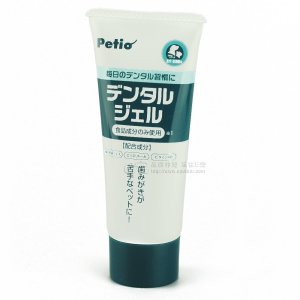 Petio
毎日のデンタル習慣に
デンタル
ジェル
食品成分のみ使用
【配合成分】
歯みがきが
苦手なペットに!